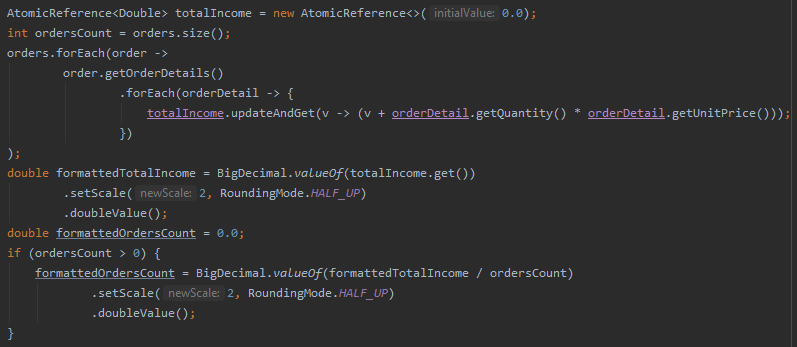 AtomicReference<Double> totalIncome = new AtomicReference<>( initialValue: 0.0);
int ordersCount = orders.size();
orders.forEach(order ->
        order.getOrderDetails()
                .forEach(orderDetail -> {
                    totalIncome.updateAndGet(v -> (v + orderDetail.getQuantity() * orderDetail.getUnitPrice()));
                })
);
double formattedTotalIncome = BigDecimal.valueOf(totalIncome.get())
        .setScale( newScale: 2, RoundingMode.HALF_UP)
        .doubleValue();
double formattedOrdersCount = 0.0;
if (ordersCount > 0) {
    formattedOrdersCount = BigDecimal.valueOf(formattedTotalIncome / ordersCount)
            .setScale( newScale: 2, RoundingMode.HALF_UP)
            .doubleValue();
}